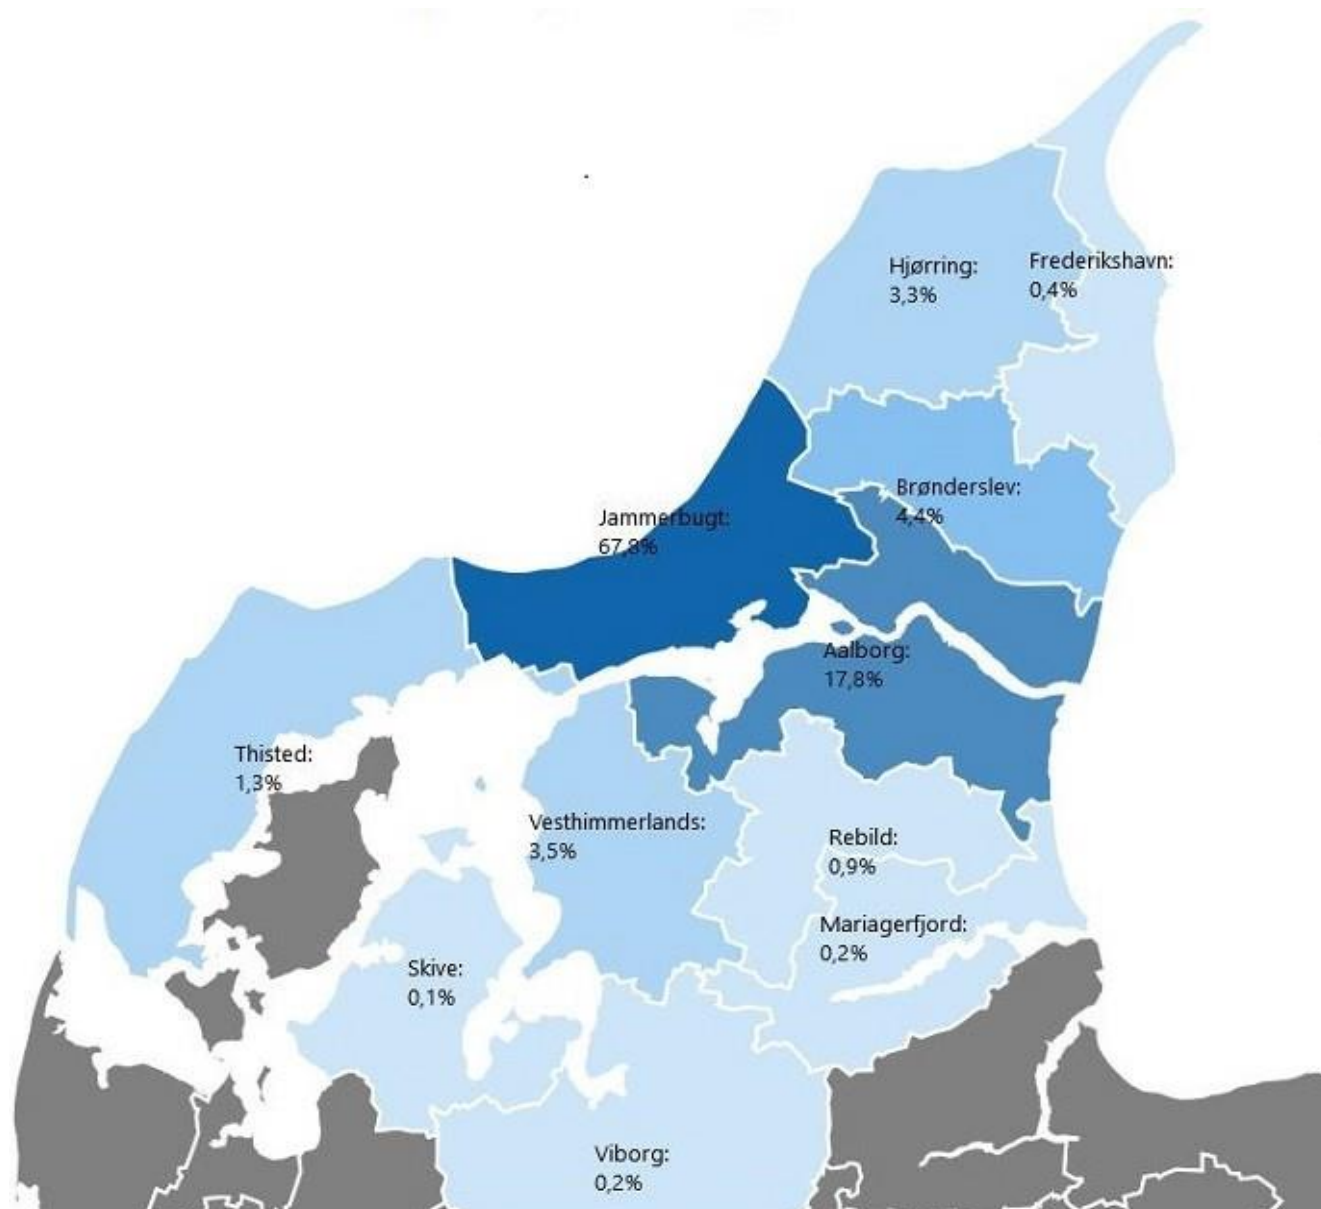 Hjørring:
3,3%
Frederikshavn:
0,4%
Brønderslev:
4,4%
Jammerbugt:
67,8%
Aalborg:
17,8%
Thisted:
1,3%
Vesthimmerlands:
3,5%
Rebild:
0,9%
Mariagerfjord:
0,2%
Skive:
0,1%
Viborg:
0,2%